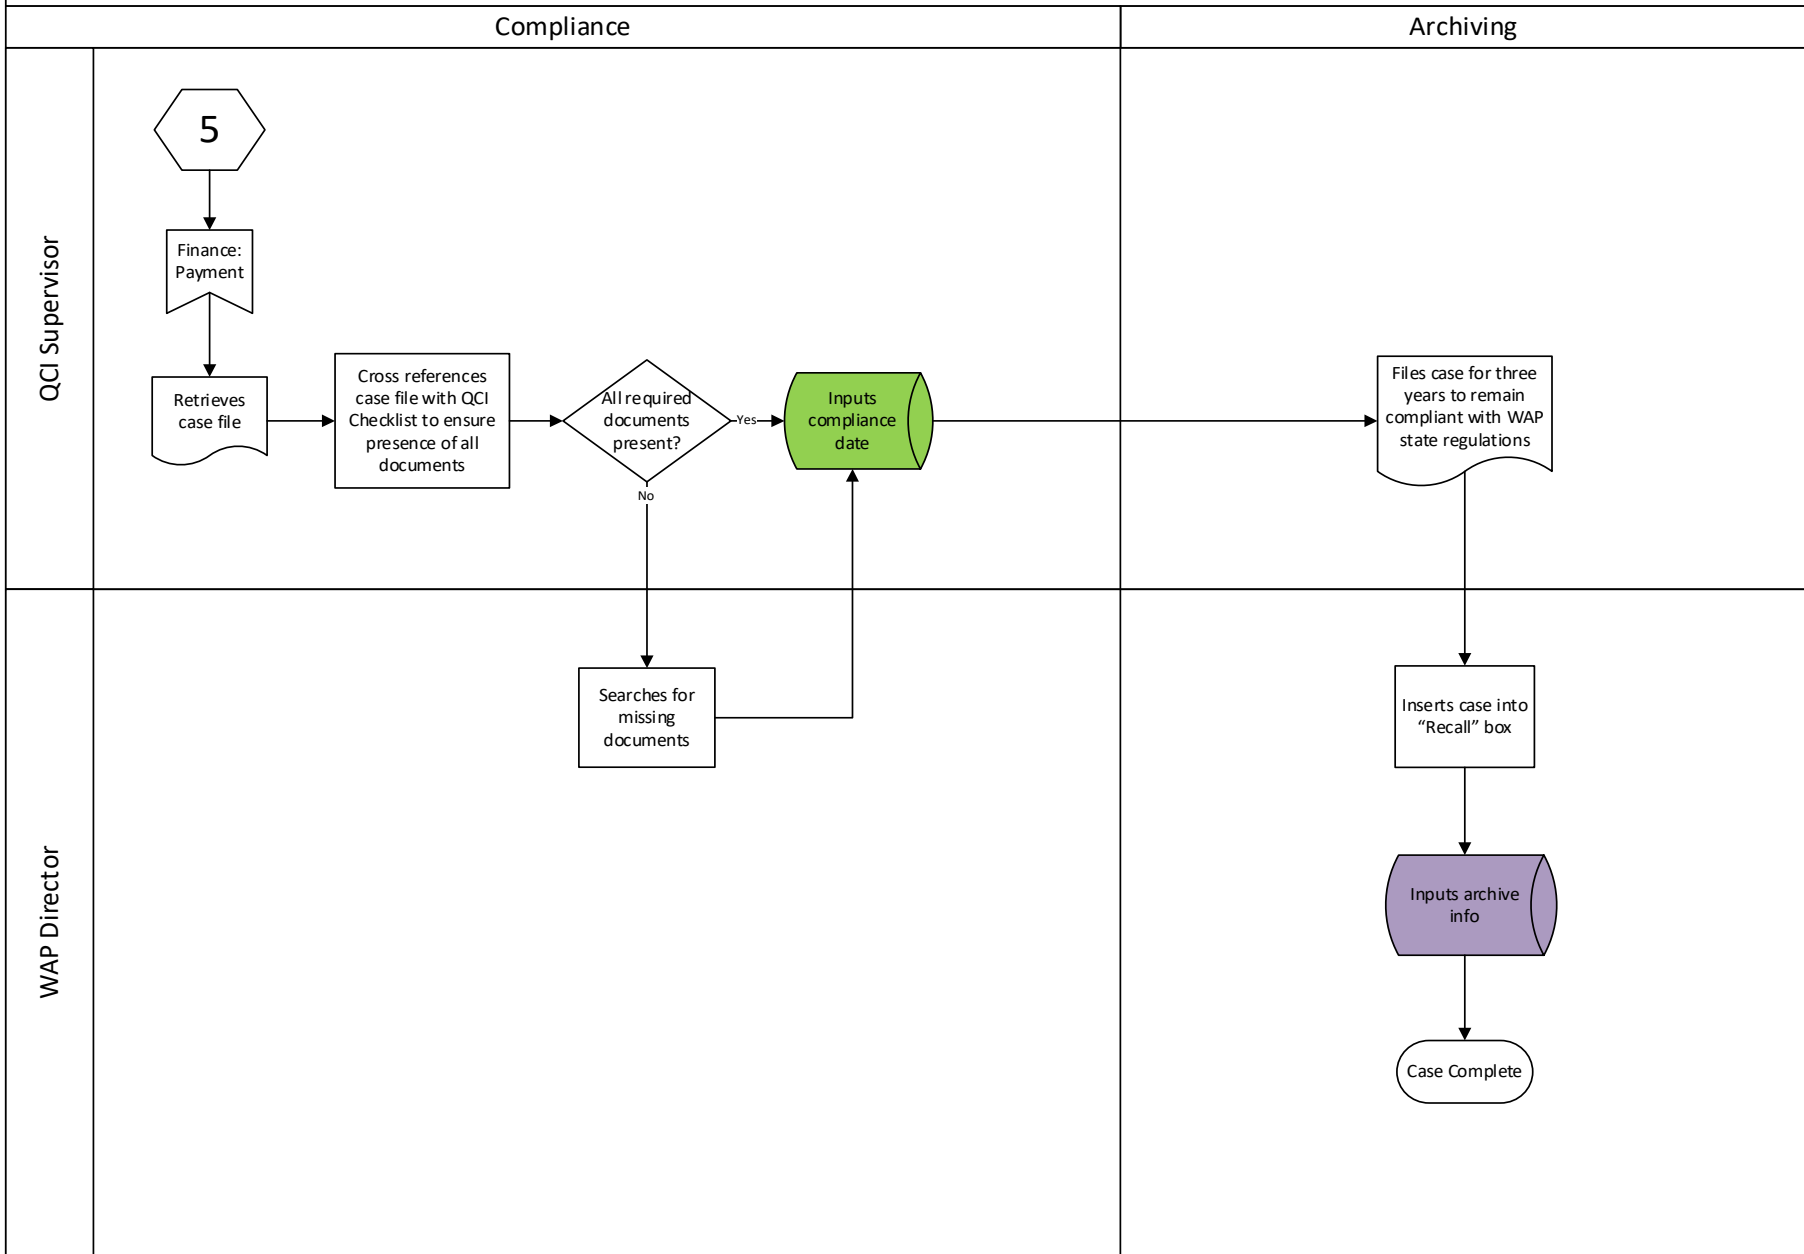 Compliance
Archiving
QCI Supervisor
5
Finance:
Payment
Retrieves
case file
Cross references
case file with QCI
Checklist to ensure
presence of all
documents
All required
documents
present?
Yes
No
Inputs
compliance
date
Files case for three
years to remain
compliant with WAP
state regulations
WAP Director
Searches for
missing
documents
Inserts case into
“Recall” box
Inputs archive
info
Case Complete